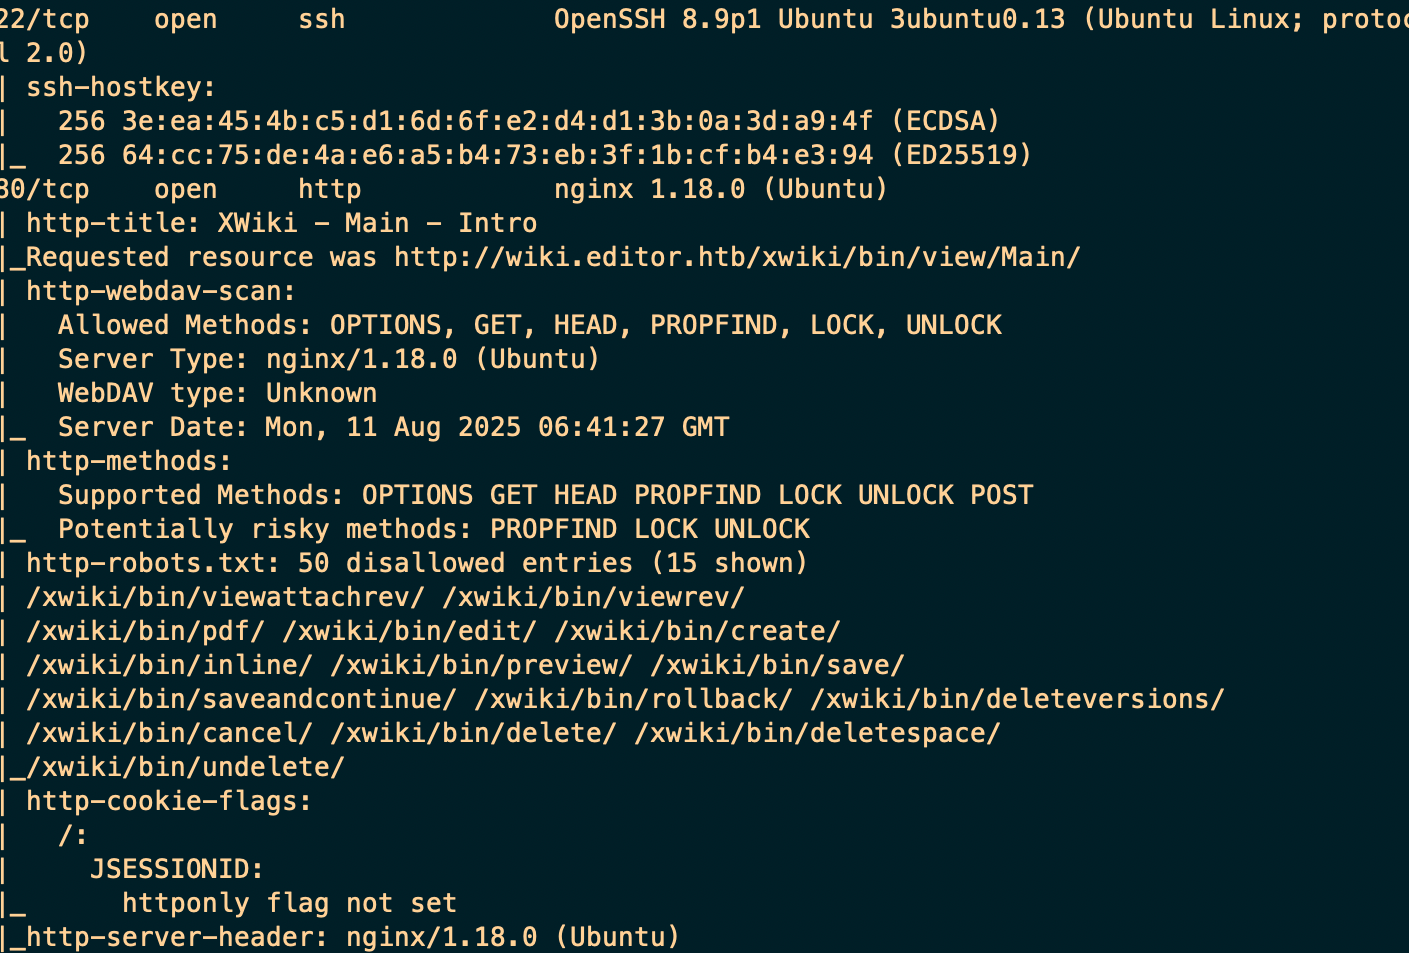 22/tcp    open     ssh             OpenSSH 8.9p1 Ubuntu 3ubuntu0.13 (Ubuntu Linux; protoc
l 2.0)
| ssh-hostkey:
|   256 3e:ea:45:4b:c5:d1:6d:6f:e2:d4:d1:3b:0a:3d:a9:4f (ECDSA)
|_  256 64:cc:75:de:4a:e6:a5:b4:73:eb:3f:1b:cf:b4:e3:94 (ED25519)
80/tcp    open     http            nginx 1.18.0 (Ubuntu)
| http-title: XWiki - Main - Intro
|_Requested resource was http://wiki.editor.htb/xwiki/bin/view/Main/
| http-webdav-scan:
|   Allowed Methods: OPTIONS, GET, HEAD, PROPFIND, LOCK, UNLOCK
|   Server Type: nginx/1.18.0 (Ubuntu)
|   WebDAV type: Unknown
|_  Server Date: Mon, 11 Aug 2025 06:41:27 GMT
| http-methods:
|   Supported Methods: OPTIONS GET HEAD PROPFIND LOCK UNLOCK POST
|_  Potentially risky methods: PROPFIND LOCK UNLOCK
| http-robots.txt: 50 disallowed entries (15 shown)
| /xwiki/bin/viewattachrev/ /xwiki/bin/viewrev/
| /xwiki/bin/pdf/ /xwiki/bin/edit/ /xwiki/bin/create/
| /xwiki/bin/inline/ /xwiki/bin/preview/ /xwiki/bin/save/
| /xwiki/bin/saveandcontinue/ /xwiki/bin/rollback/ /xwiki/bin/deleteversions/
| /xwiki/bin/cancel/ /xwiki/bin/delete/ /xwiki/bin/deletespace/
|_/xwiki/bin/undelete/
| http-cookie-flags:
|   /:
|     JSESSIONID:
|_      httponly flag not set
|_http-server-header: nginx/1.18.0 (Ubuntu)